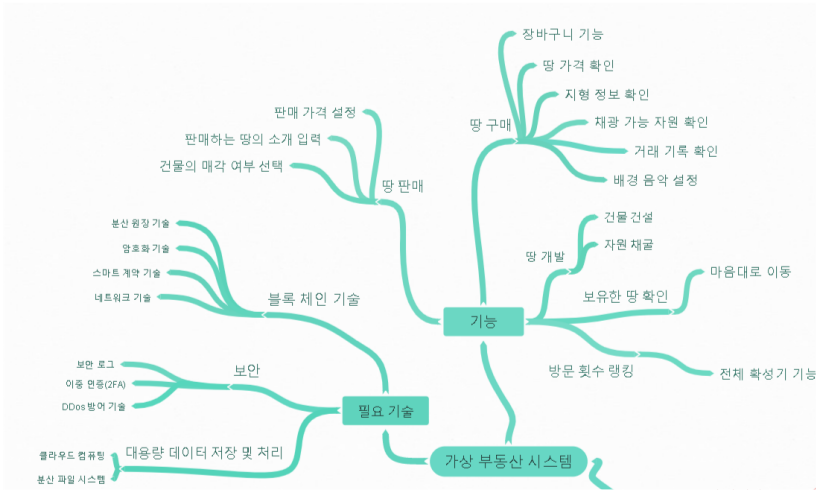 장바구니 기능
땅 가격 확인
지형 정보 확인
채광 가능 자원 확인
거래 기록 확인
배경 음악 설정
땅 구매
판매 가격 설정
판매하는 땅의 소개 입력
건물의 매각 여부 선택
땅 판매
건물 건설
자원 채굴
땅 개발
마음대로 이동
보유한 땅 확인
기능
방문 횟수 랭킹
전체 확성기 기능
분산 원장 기술
암호화 기술
스마트 계약 기술
네트워크 기술
블록 체인 기술
보안 로그
이중 인증(2FA)
DDos 방어 기술
보안
필요 기술
대용량 데이터 저장 및 처리
클라우드 컴퓨팅
분산 파일 시스템
가상 부동산 시스템